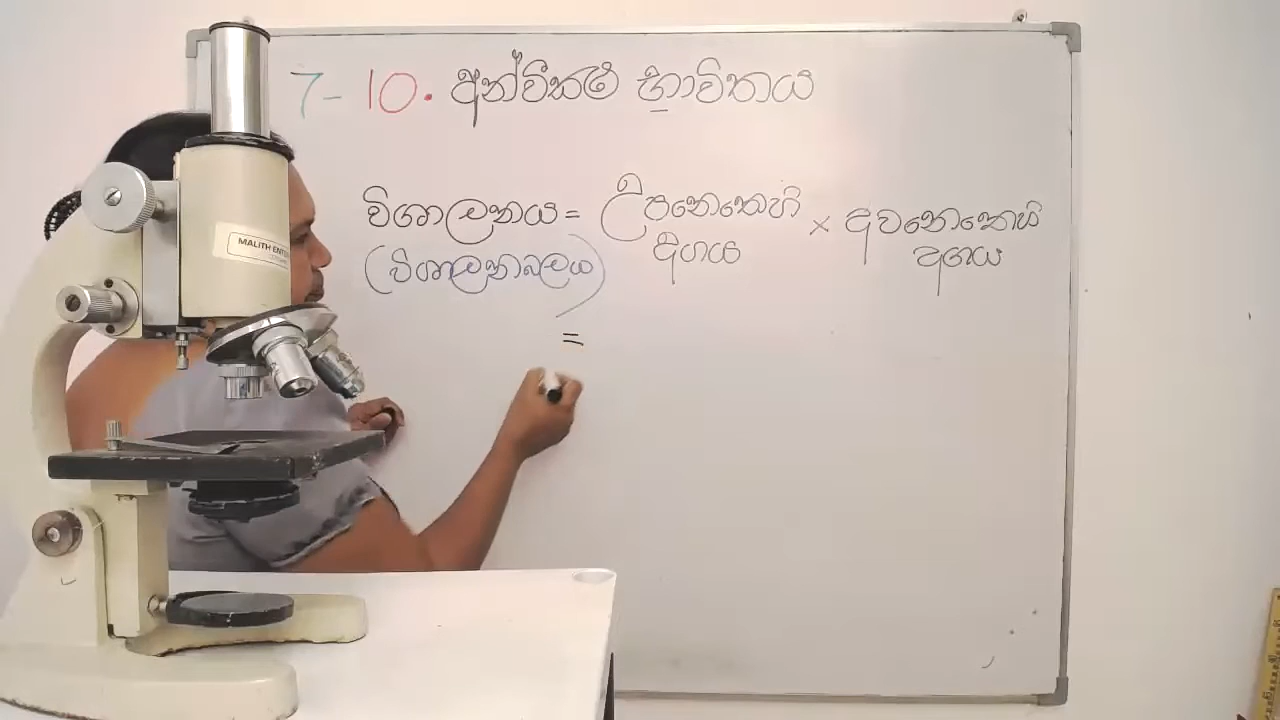 7- 10. අන්වීක්ෂ භාවිතය
විශාලනය = උපනෙතෙහි × අවනෙතෙහි
(විශාලනබලය) අගය අගය
=
MALITH ENTE